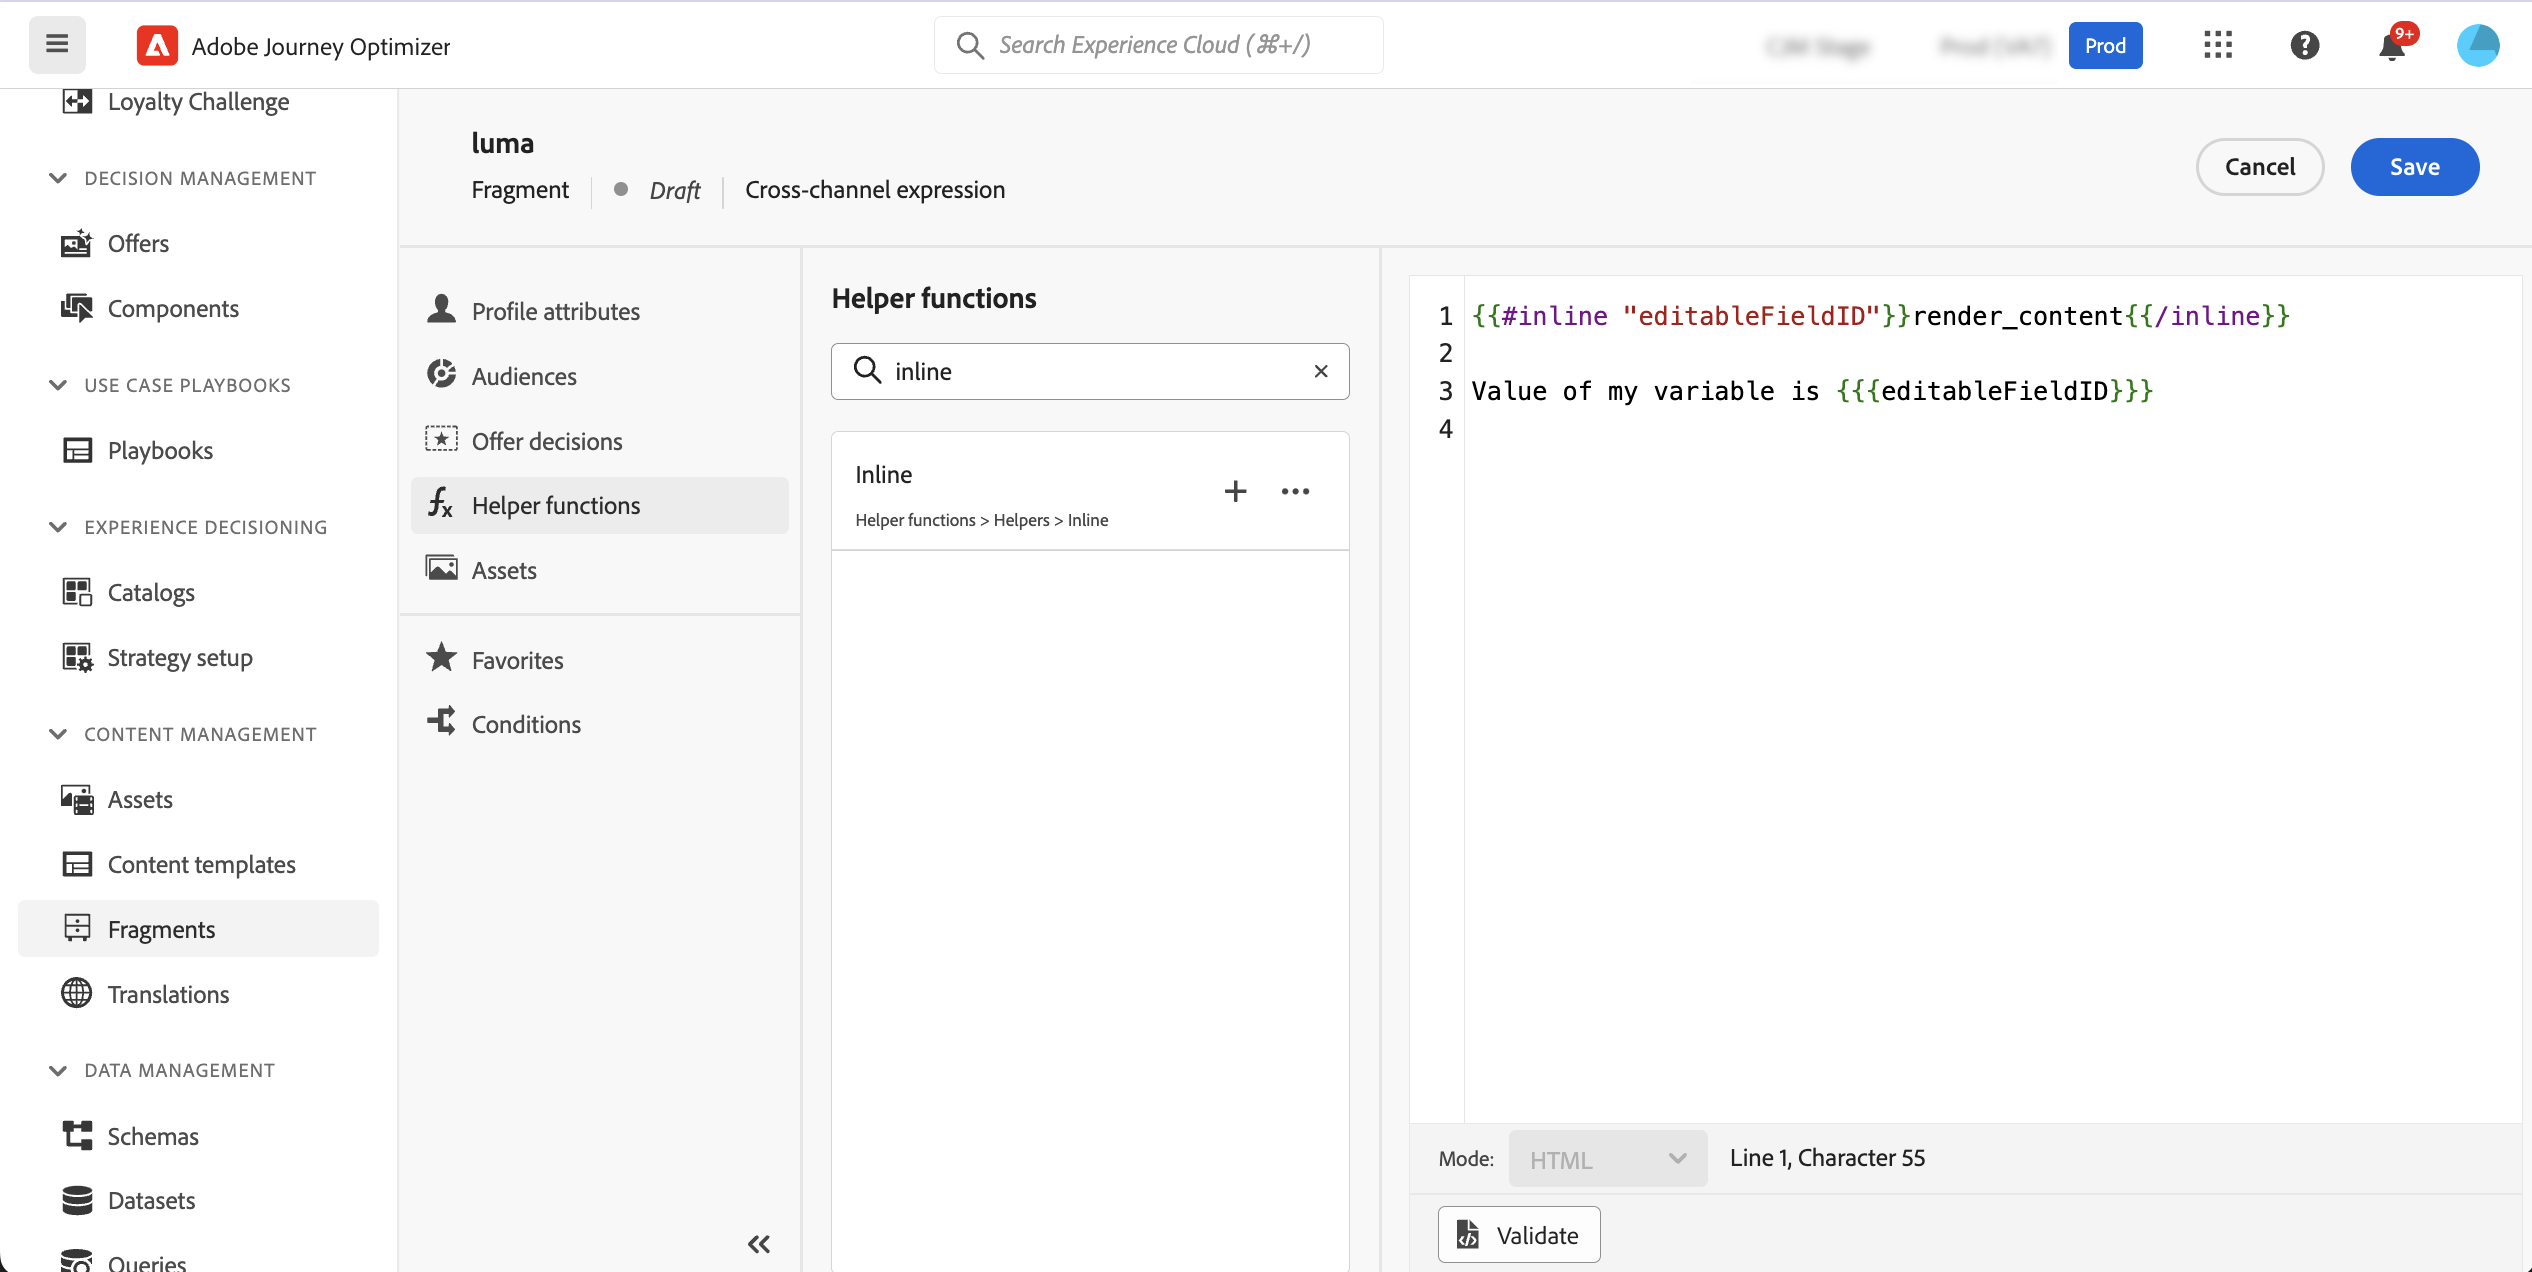 Adobe Journey Optimizer
Search Experience Cloud (⌘+/)
Prod
9+
Loyalty Challenge
DECISION MANAGEMENT
Offers
Components
USE CASE PLAYBOOKS
Playbooks
EXPERIENCE DECISIONING
Catalogs
Strategy setup
CONTENT MANAGEMENT
Assets
Content templates
Fragments
Translations
DATA MANAGEMENT
Schemas
Datasets
Queries
luma
Fragment
Draft
Cross-channel expression
Cancel
Save
Profile attributes
Audiences
Offer decisions
Helper functions
Assets
Favorites
Conditions
Helper functions
inline
Inline
Helper functions > Helpers > Inline
1 {{#inline "editableFieldID"}}render_content{{/inline}}
2
3 Value of my variable is {{{editableFieldID}}}
4
Mode: HTML Line 1, Character 55
Validate